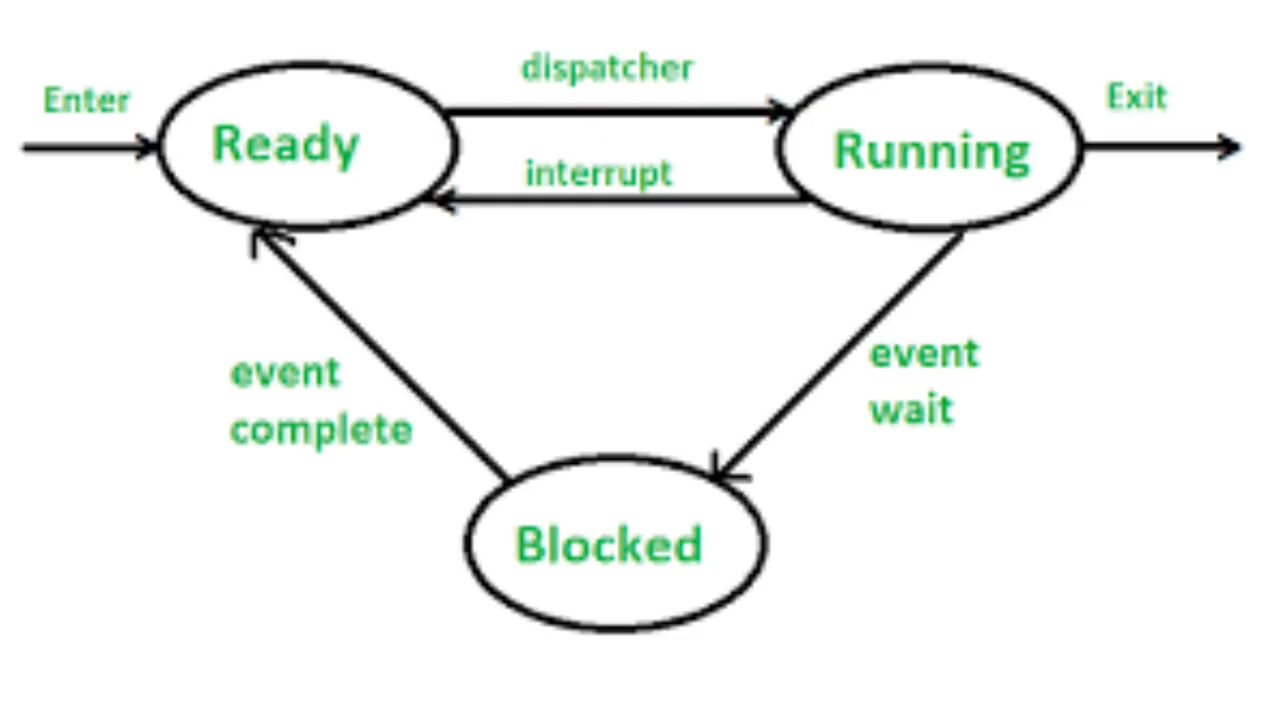 Enter
dispatcher
Exit
Ready
Running
interrupt
event
complete
event
wait
Blocked